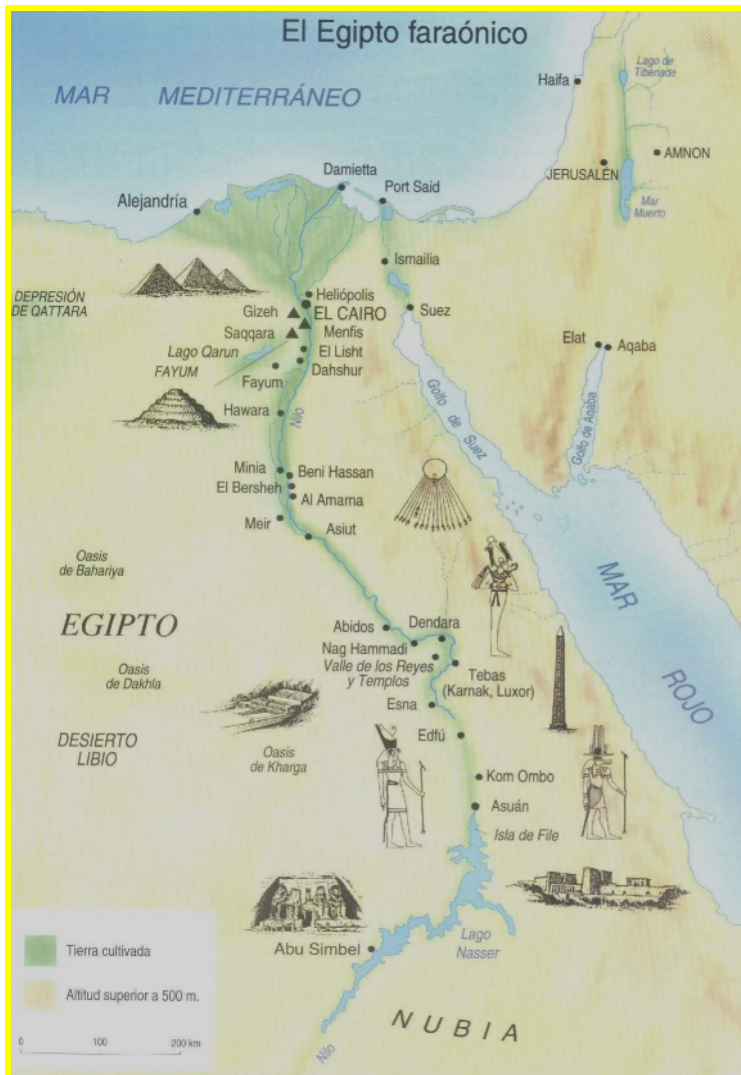 El Egipto faraónico
MAR MEDITERRÁNEO
Haifa
Lago de
Tiberiade
AMNON
JERUSALÉN
Mar
Muerto
Damietta
Port Said
Alejandría
Ismailia
DEPRESIÓN
DE QATTARA
Heliópolis
Gizeh
EL CAIRO
Suez
Saqqara
Menfis
Lago Qarun
El Lisht
FAYUM
Dahshur
Fayum
Elat
Aqaba
Hawara
Nilo
Golfo de Suez
Golfo de Aqaba
Minia
Beni Hassan
El Bersheh
Al Amarna
Meir
Asiut
Oasis
de Bahariya
MAR ROJO
EGIPTO
Abidos
Dendara
Nag Hammadi
Valle de los Reyes
y Templos
Tebas
(Karnak, Luxor)
Oasis
de Dakhla
Esna
Edfú
DESIERTO
LIBIO
Oasis
de Kharga
Kom Ombo
Asuán
Isla de File
Abu Simbel
Lago
Nasser
NUBIA
Nilo
Tierra cultivada
Altitud superior a 500 m.
0 100 200 km